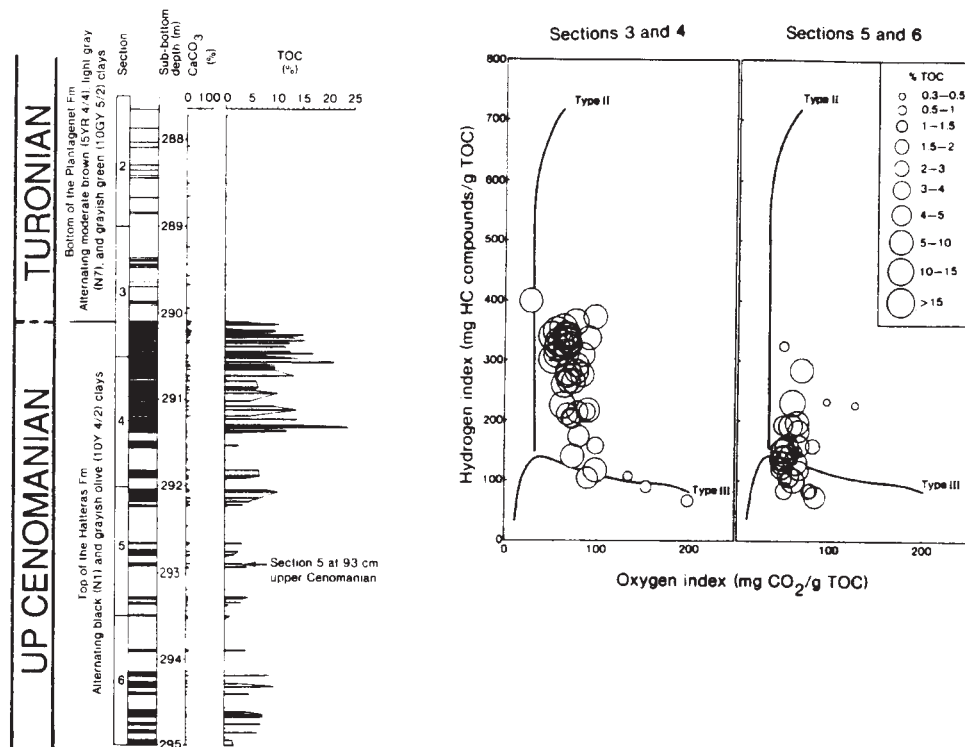 TURONIAN
UP CENOMANIAN
Bottom of the Plantagenet Fm
Alternating moderate brown (5YR 4/4), light gray
(N7), and grayish green (10GY 5/2) clays
Top of the Hatteras Fm
Alternating black (N1) and grayish olive (10Y 4/2) clays
Section
2
3
4
5
6
Sub-bottom
depth (m)
288
289
290
291
292
293
294
295
CaCO3
(%)
0 100
TOC
(%)
0 5 10 15 20 25
Section 5 at 93 cm
upper Cenomanian
Sections 3 and 4
Sections 5 and 6
Hydrogen index (mg HC compounds/g TOC)
800
700
600
500
400
300
200
100
0
Type II
Type III
0 100 200
Type II
Type III
0 100 200
Oxygen index (mg CO2/g TOC)
% TOC
0.3–0.5
0.5–1
1–1.5
1.5–2
2–3
3–4
4–5
5–10
10–15
>15